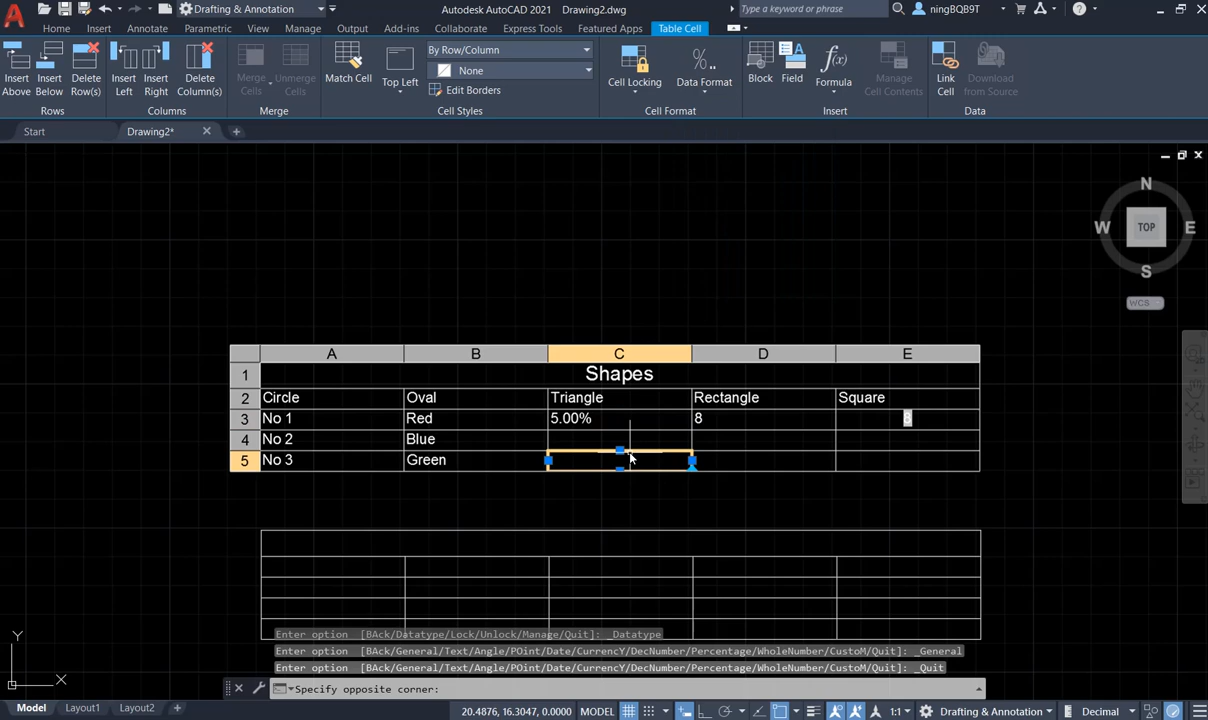 Drafting & Annotation
Autodesk AutoCAD 2021 Drawing2.dwg
Type a keyword or phrase
ningBQB9T
Home Insert Annotate Parametric View Manage Output Add-ins Collaborate Express Tools Featured Apps Table Cell
Insert Above
Insert Below
Delete Row(s)
Insert Left
Insert Right
Delete Column(s)
Merge Cells
Unmerge Cells
Match Cell
Top Left
By Row/Column
None
Edit Borders
Cell Locking
Data Format
Block
Field
Formula
Manage Cell Contents
Link Cell
Download from Source
Rows Columns Merge Cell Styles Cell Format Insert Data
Start Drawing2*
N
W TOP E
S
WCS
A B C D E
1 Shapes
2 Circle Oval Triangle Rectangle Square
3 No 1 Red 5.00% 8 8
4 No 2 Blue
5 No 3 Green
Enter option [BAck/Datatype/Lock/Unlock/Manage/Quit]: _Datatype
Enter option [BAck/General/Text/Angle/POint/Date/CurrencY/DecNumber/Percentage/WholeNumber/CustoM/Quit]: _General
Enter option [BAck/General/Text/Angle/POint/Date/CurrencY/DecNumber/Percentage/WholeNumber/CustoM/Quit]: _Quit
Specify opposite corner:
Y
X
Model Layout1 Layout2
20.4876, 16.3047, 0.0000 MODEL 1:1 Drafting & Annotation Decimal